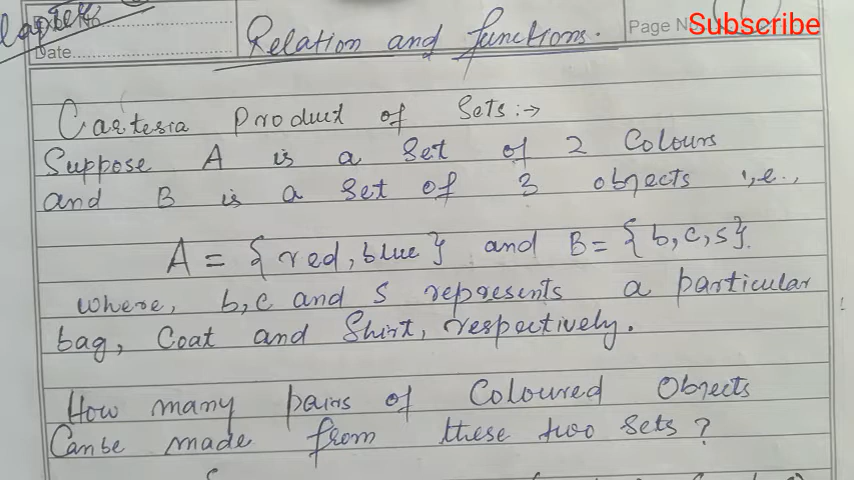 Date
Relation and functions.
Page N
Subscribe
Cartesia Product of Sets:→
Suppose A is a set of 2 Colours
and B is a set of 3 objects i.e.,
A = {red, blue} and B = {b, c, s}.
where, b, c and s represents a particular
bag, Coat and Shirt, respectively.
How many pairs of Coloured Objects
Can be made from these two sets?